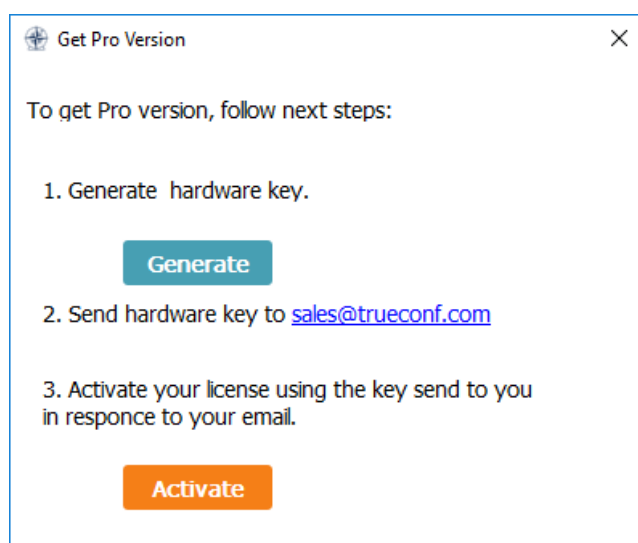 Get Pro Version
To get Pro version, follow next steps:
1. Generate hardware key.
Generate
2. Send hardware key to sales@trueconf.com
3. Activate your license using the key send to you
in responce to your email.
Activate